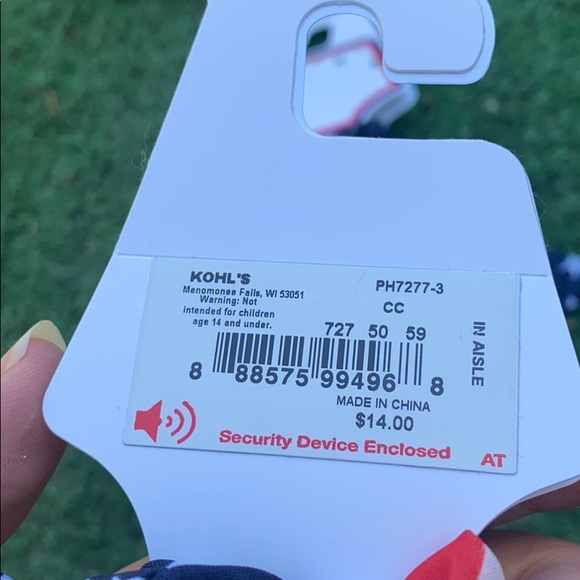 KOHL'S
Menomonee Falls, WI 53051
Warning: Not
intended for children
age 14 and under.
PH7277-3
CC
727 50 59
8 88575 99496 8
MADE IN CHINA
$14.00
IN AISLE
Security Device Enclosed
AT